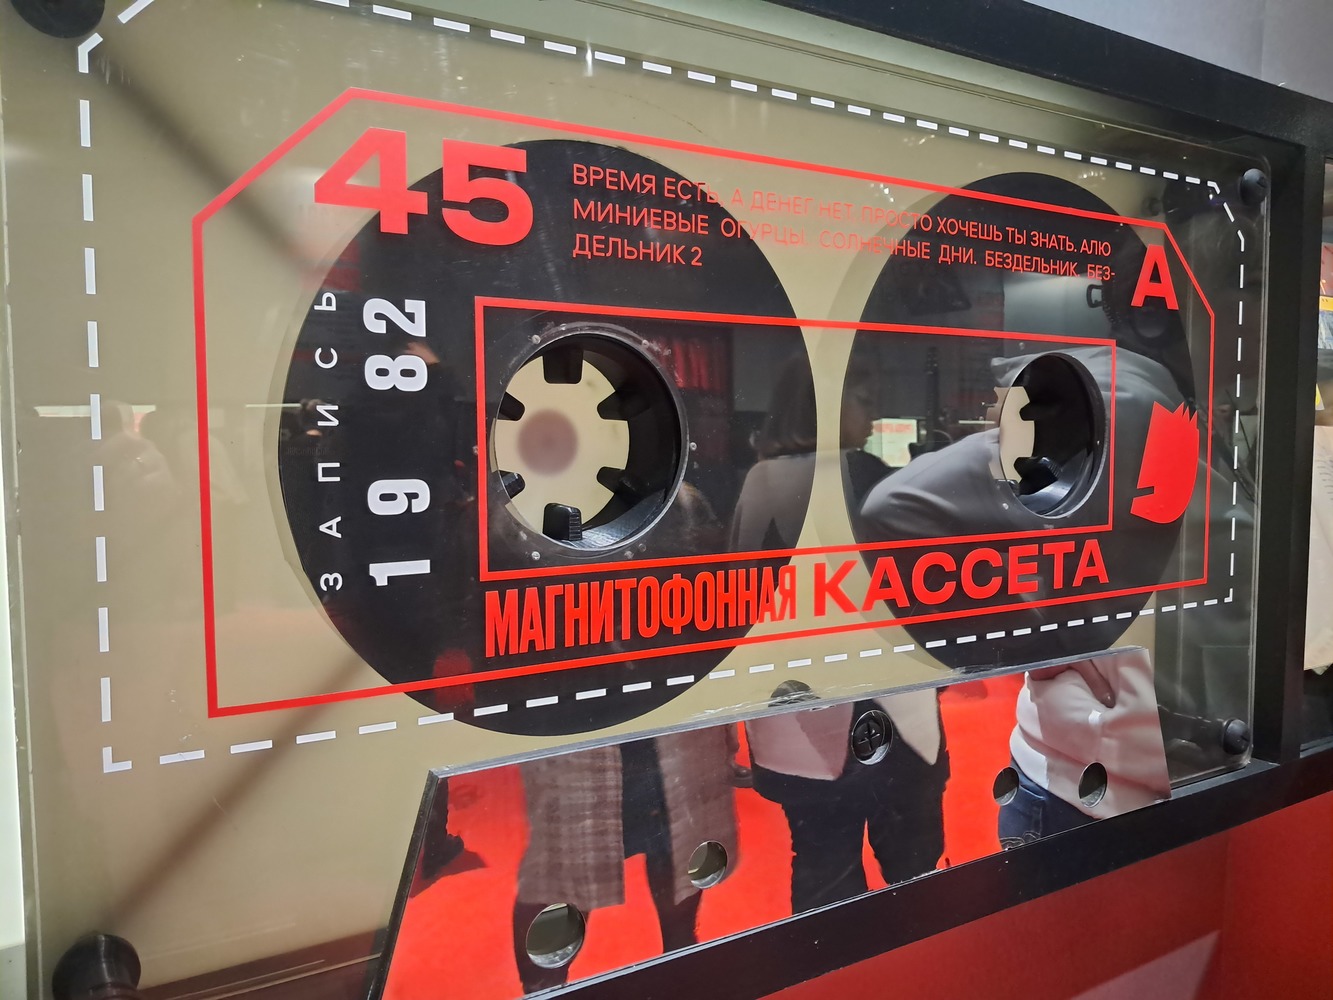 45
ВРЕМЯ ЕСТЬ, А ДЕНЕГ НЕТ. ПРОСТО ХОЧЕШЬ ТЫ ЗНАТЬ. АЛЮ
МИНИЕВЫЕ ОГУРЦЫ. СОЛНЕЧНЫЕ ДНИ. БЕЗДЕЛЬНИК. БЕЗ-
ДЕЛЬНИК 2
A
ЗАПИСЬ
1982
МАГНИТОФОННАЯ КАССЕТА